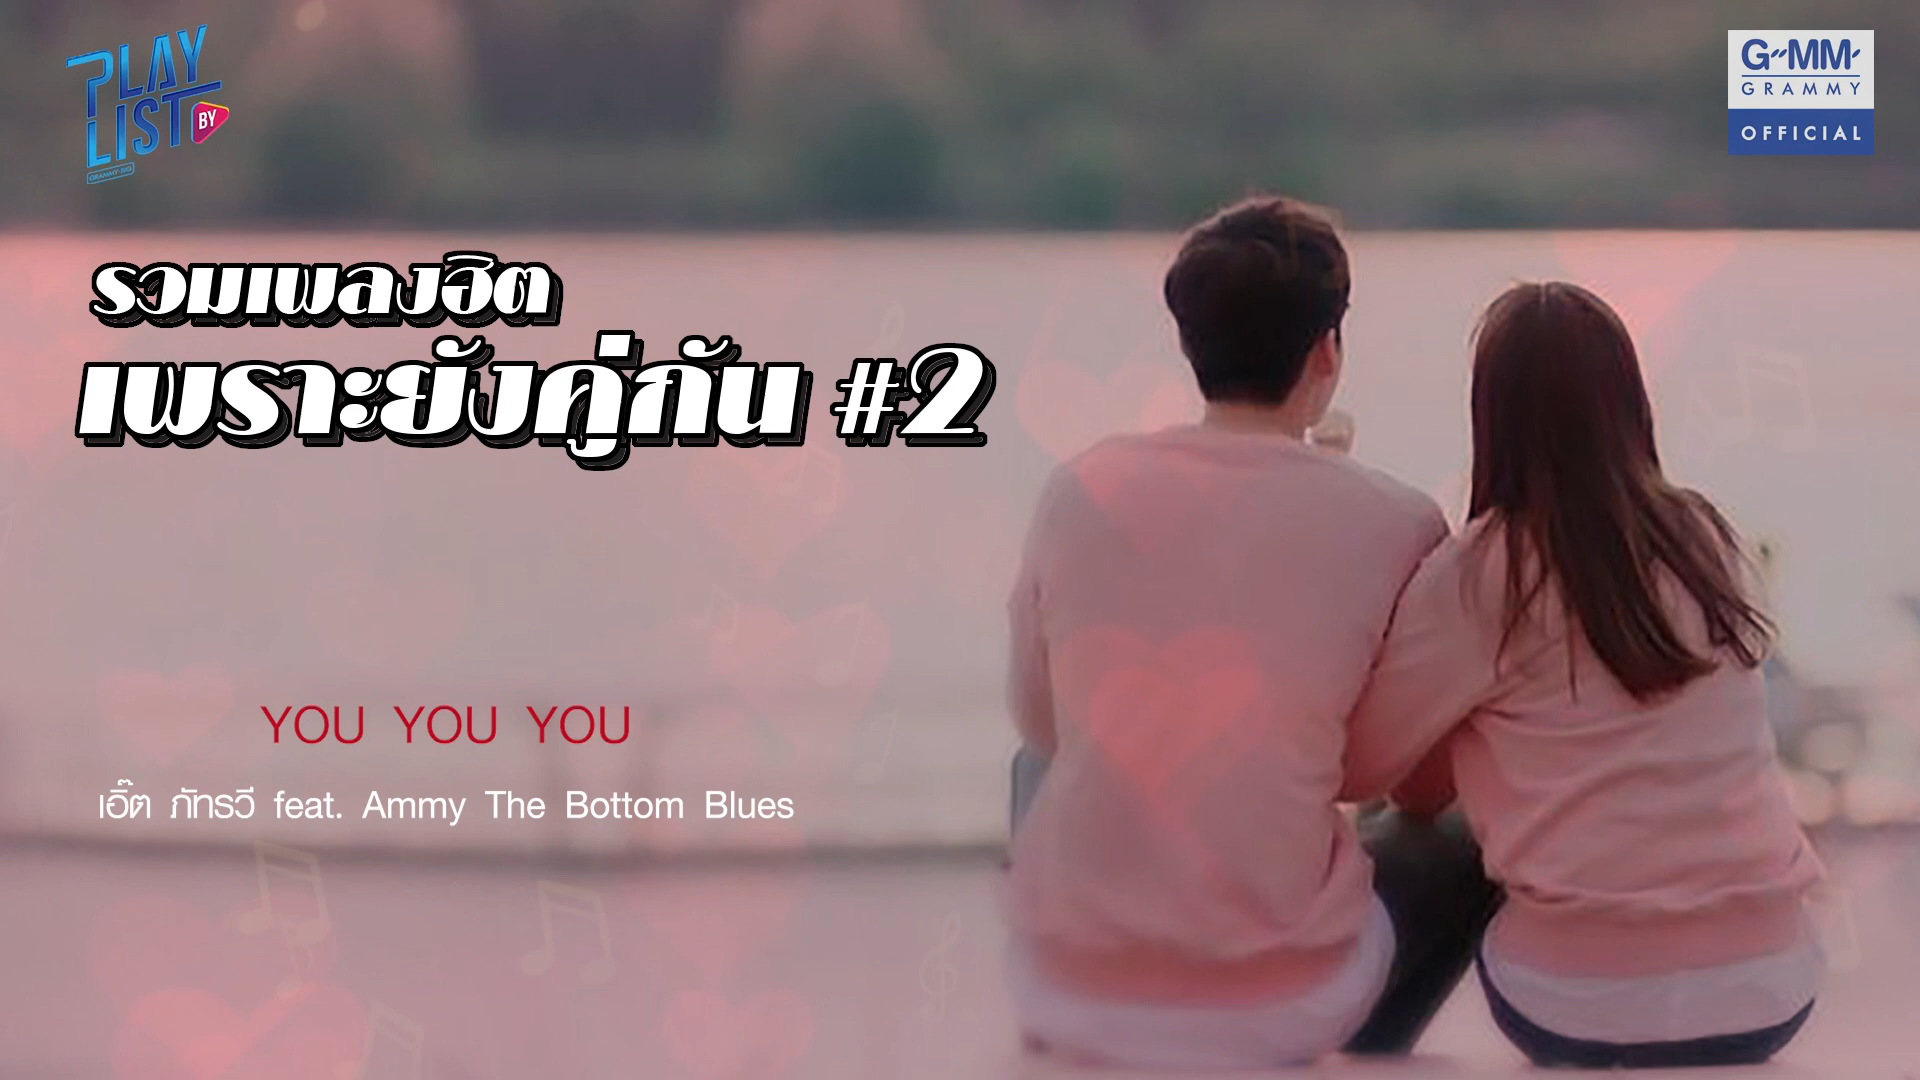 PLAY
LIST BY
GRAMMY BIG
G"MM'
GRAMMY
OFFICIAL
รวมเพลงฮิต
เพราะยังคู่กัน #2
YOU YOU YOU
เอิ๊ต ภัทรวี feat. Ammy The Bottom Blues